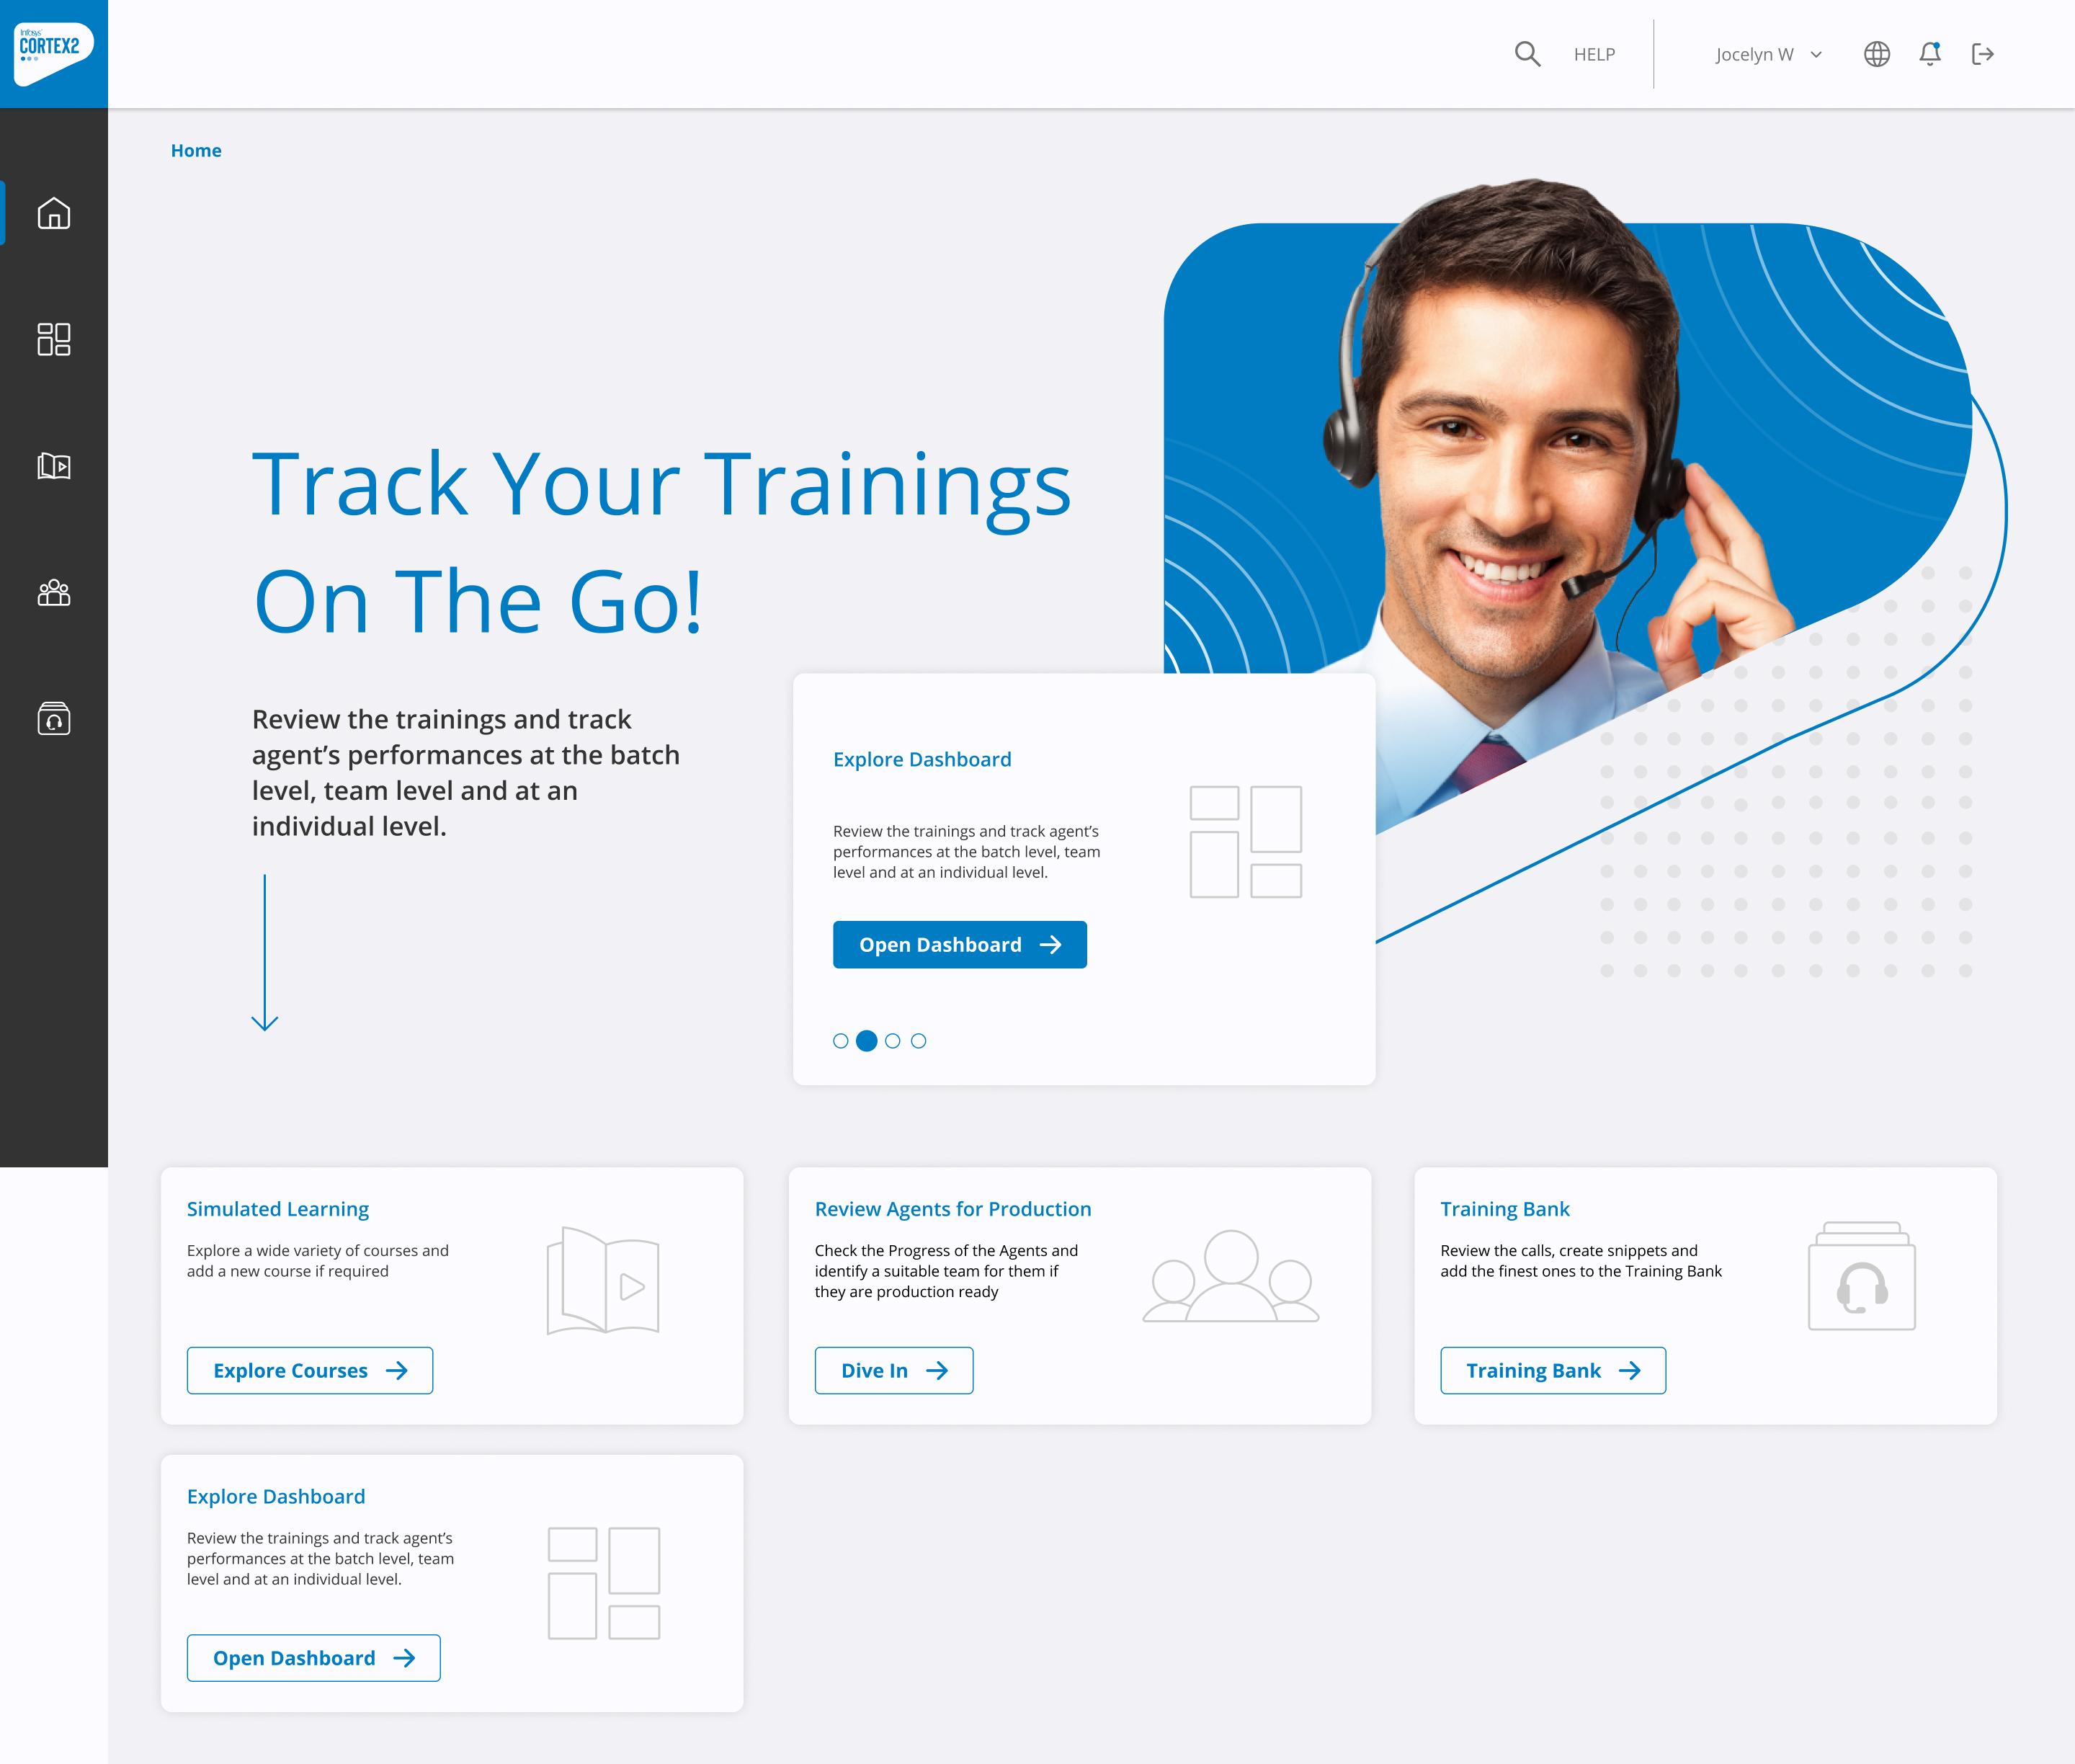 Infosys
CORTEX2
HELP
Jocelyn W
Home
Track Your Trainings
On The Go!
Review the trainings and track
agent’s performances at the batch
level, team level and at an
individual level.
Explore Dashboard
Review the trainings and track agent’s
performances at the batch level, team
level and at an individual level.
Open Dashboard
Simulated Learning
Explore a wide variety of courses and
add a new course if required
Explore Courses
Review Agents for Production
Check the Progress of the Agents and
identify a suitable team for them if
they are production ready
Dive In
Training Bank
Review the calls, create snippets and
add the finest ones to the Training Bank
Training Bank
Explore Dashboard
Review the trainings and track agent’s
performances at the batch level, team
level and at an individual level.
Open Dashboard